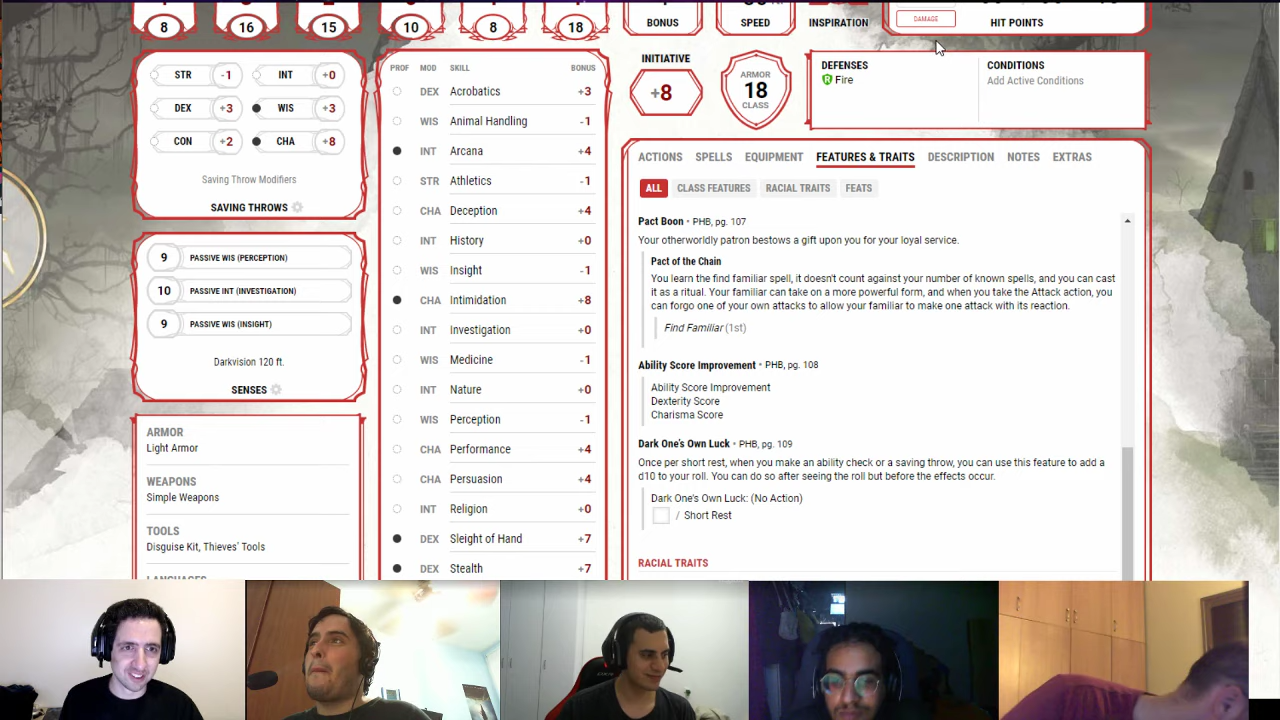 8
16
15
10
8
18
BONUS
SPEED
INSPIRATION
DAMAGE
HIT POINTS
STR -1 INT +0
DEX +3 WIS +3
CON +2 CHA +8
Saving Throw Modifiers
SAVING THROWS
9 PASSIVE WIS (PERCEPTION)
10 PASSIVE INT (INVESTIGATION)
9 PASSIVE WIS (INSIGHT)
Darkvision 120 ft.
SENSES
ARMOR
Light Armor
WEAPONS
Simple Weapons
TOOLS
Disguise Kit, Thieves' Tools
LANGUAGES
PROF MOD SKILL BONUS
DEX Acrobatics +3
WIS Animal Handling -1
INT Arcana +4
STR Athletics -1
CHA Deception +4
INT History +0
WIS Insight -1
CHA Intimidation +8
INT Investigation +0
WIS Medicine -1
INT Nature +0
WIS Perception -1
CHA Performance +4
CHA Persuasion +4
INT Religion +0
DEX Sleight of Hand +7
DEX Stealth +7
INITIATIVE
+8
ARMOR
18
CLASS
DEFENSES
R Fire
CONDITIONS
Add Active Conditions
ACTIONS SPELLS EQUIPMENT FEATURES & TRAITS DESCRIPTION NOTES EXTRAS
ALL CLASS FEATURES RACIAL TRAITS FEATS
Pact Boon • PHB, pg. 107
Your otherworldly patron bestows a gift upon you for your loyal service.
Pact of the Chain
You learn the find familiar spell, it doesn't count against your number of known spells, and you can cast
it as a ritual. Your familiar can take on a more powerful form, and when you take the Attack action, you
can forgo one of your own attacks to allow your familiar to make one attack with its reaction.
Find Familiar (1st)
Ability Score Improvement • PHB, pg. 108
Ability Score Improvement
Dexterity Score
Charisma Score
Dark One's Own Luck • PHB, pg. 109
Once per short rest, when you make an ability check or a saving throw, you can use this feature to add a
d10 to your roll. You can do so after seeing the roll but before the effects occur.
Dark One's Own Luck: (No Action)
/ Short Rest
RACIAL TRAITS